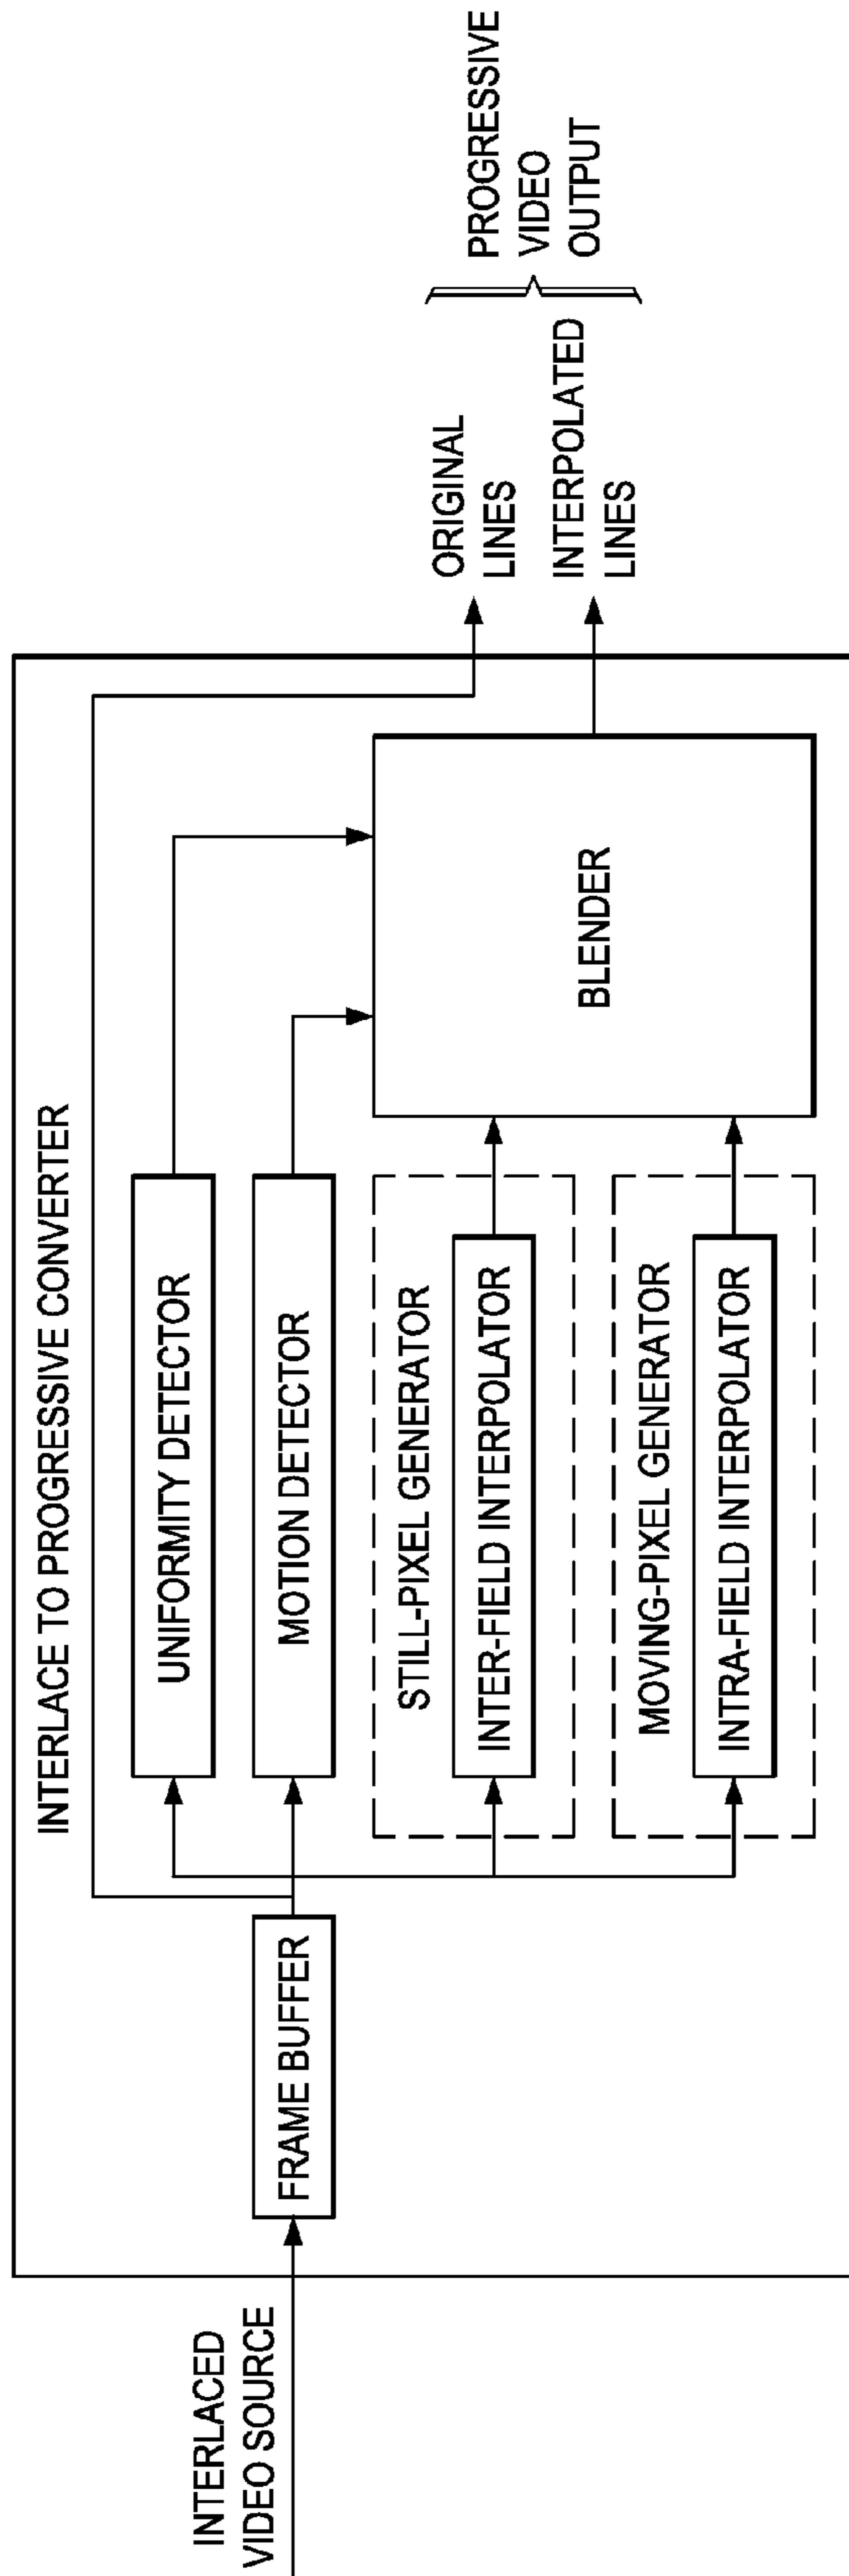 INTERLACED
VIDEO SOURCE
INTERLACE TO PROGRESSIVE CONVERTER
FRAME BUFFER
UNIFORMITY DETECTOR
MOTION DETECTOR
STILL-PIXEL GENERATOR
INTER-FIELD INTERPOLATOR
MOVING-PIXEL GENERATOR
INTRA-FIELD INTERPOLATOR
BLENDER
ORIGINAL
LINES
INTERPOLATED
LINES
PROGRESSIVE
VIDEO
OUTPUT